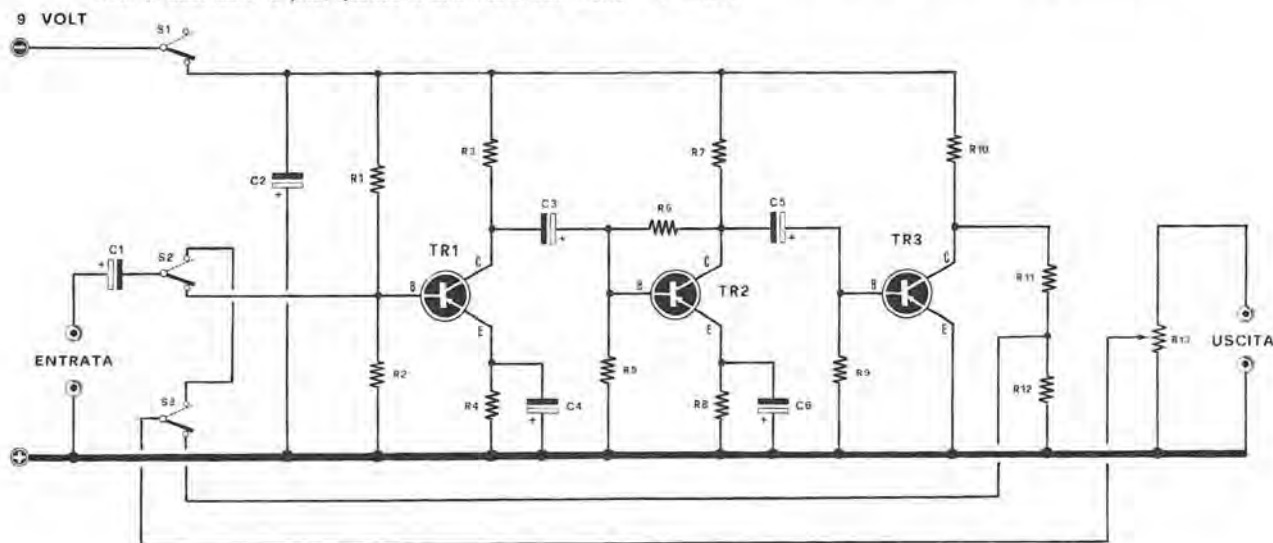 9 VOLT
S1
C2
R1
R3
R7
R10
C1
S2
C3
R6
C5
TR1
TR2
TR3
B
C
E
B
C
E
B
C
E
R11
R13
ENTRATA
USCITA
S3
R2
R4
C4
R5
R8
C6
R9
R12
+
+
+
+
+
+
+